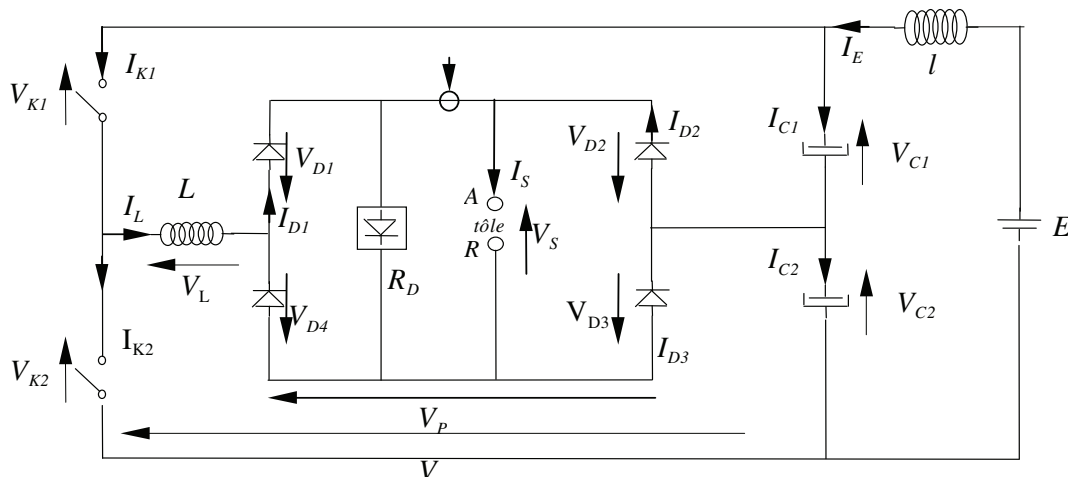 I_E
l
I_K1
V_K1
I_D2
I_C1
V_D1
V_D2
V_C1
I_S
L
A
I_L
I_D1
tôle
V_S
R
E
I_C2
V_L
R_D
V_D4
V_D3
V_C2
I_K2
I_D3
V_K2
V_P
V